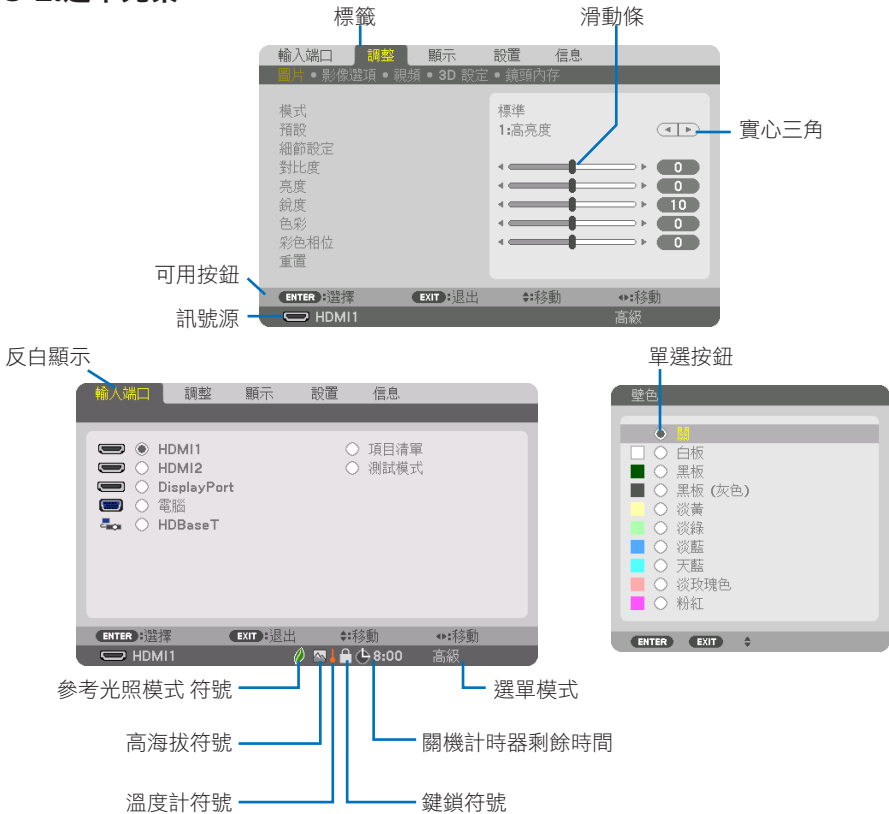 標籤
滑動條
輸入端口 調整 顯示 設置 信息
圖片 • 影像選項 • 視頻 • 3D 設定 • 鏡頭內存
模式 標準
預設 1:高亮度
實心三角
細節設定
對比度 0
亮度 0
銳度 10
色彩 0
彩色相位 0
重置
可用按鈕
ENTER :選擇 EXIT :退出 :移動 :移動
訊號源
HDMI1 高級
反白顯示
單選按鈕
輸入端口 調整 顯示 設置 信息
HDMI1 項目清單
HDMI2 測試模式
DisplayPort
電腦
HDBaseT
ENTER :選擇 EXIT :退出 :移動 :移動
HDMI1 8:00 高級
壁色
關
白板
黑板
黑板 (灰色)
淡黃
淡綠
淡藍
天藍
淡玫瑰色
粉紅
ENTER EXIT
參考光照模式 符號
選單模式
高海拔符號
關機計時器剩餘時間
溫度計符號
鍵鎖符號